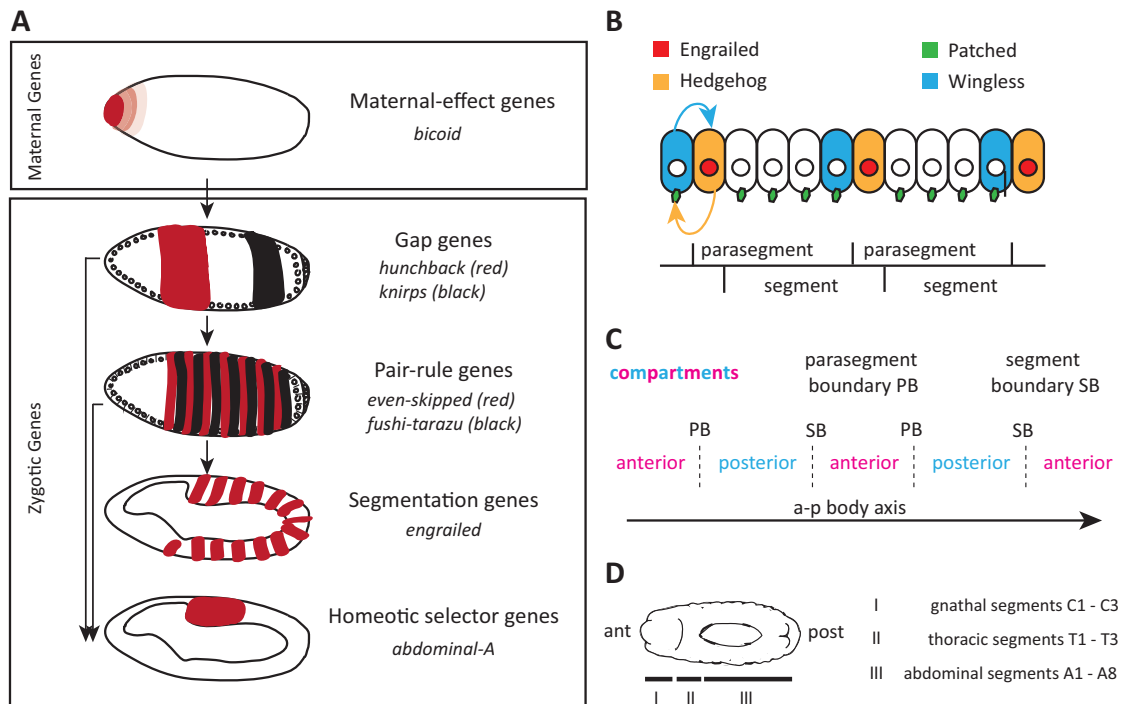 A
Maternal Genes
Maternal-effect genes
bicoid
Zygotic Genes
Gap genes
hunchback (red)
knirps (black)
Pair-rule genes
even-skipped (red)
fushi-tarazu (black)
Segmentation genes
engrailed
Homeotic selector genes
abdominal-A
B
Engrailed
Patched
Hedgehog
Wingless
parasegment
parasegment
segment
segment
C
compartments
parasegment
boundary PB
segment
boundary SB
PB
SB
PB
SB
anterior
posterior
anterior
posterior
anterior
a-p body axis
D
ant
post
I
II
III
I gnathal segments C1 - C3
II thoracic segments T1 - T3
III abdominal segments A1 - A8